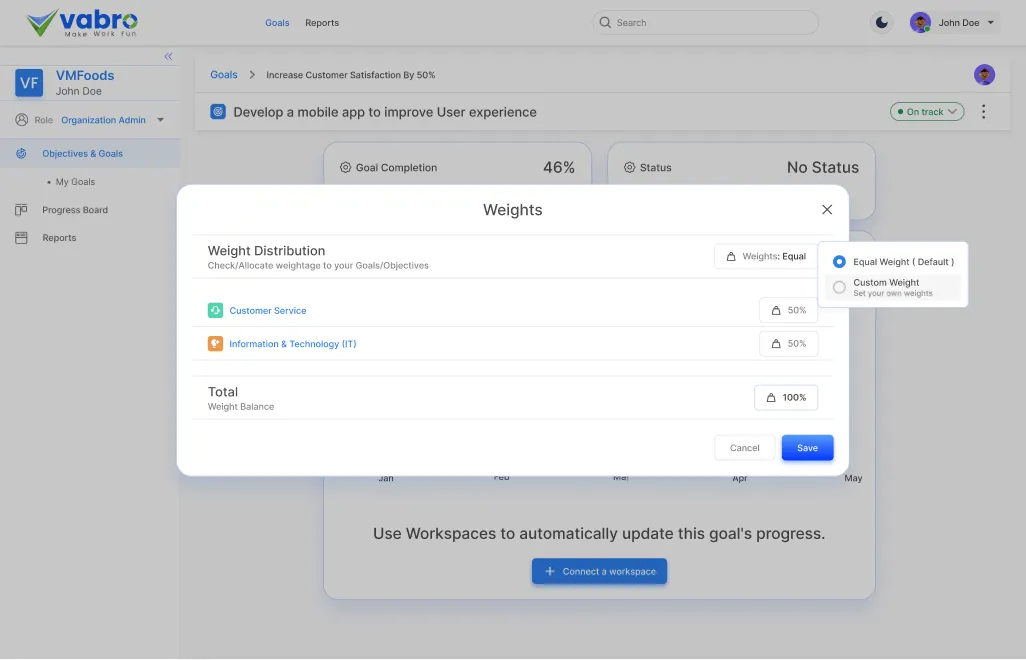 vabro
Make Work Fun.
Goals
Reports
Search
John Doe
VF
VMFoods
John Doe
Role Organization Admin
Objectives & Goals
• My Goals
Progress Board
Reports
Goals > Increase Customer Satisfaction By 50%
Develop a mobile app to improve User experience
On track
Goal Completion 46%
Status No Status
Weights
Weight Distribution
Check/Allocate weightage to your Goals/Objectives
Weights: Equal
Equal Weight ( Default )
Custom Weight
Set your own weights
Customer Service 50%
Information & Technology (IT) 50%
Total
Weight Balance
100%
Cancel
Save
Jan Feb Mar Apr May
Use Workspaces to automatically update this goal's progress.
+ Connect a workspace